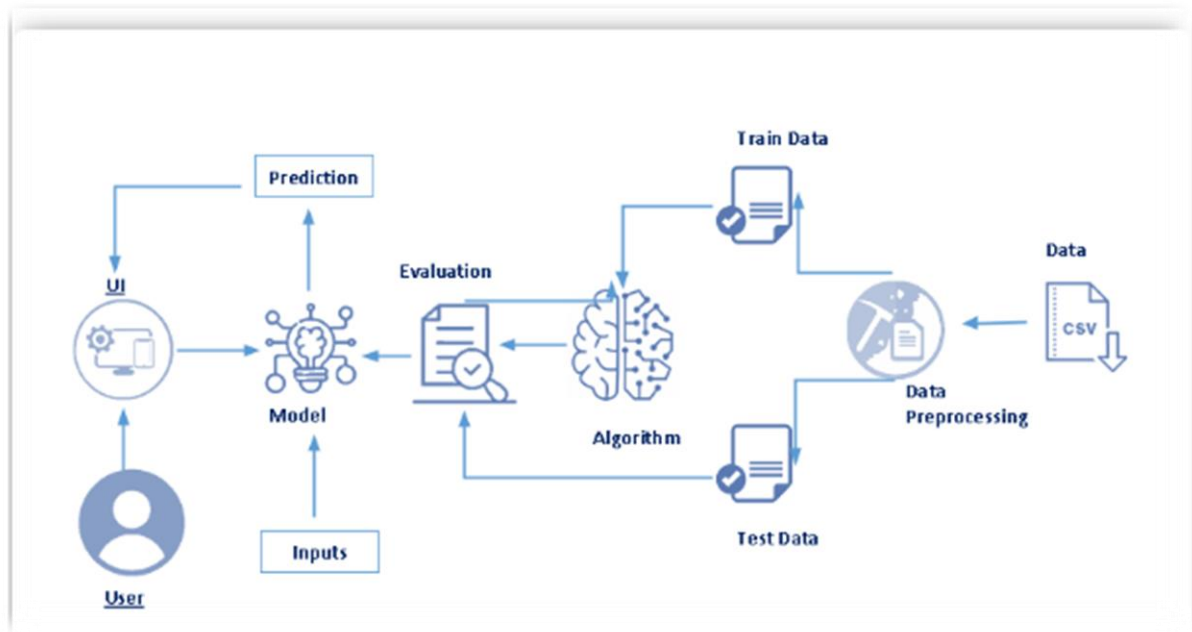 Train Data
Prediction
Data
Evaluation
UI
CSV
Data
Preprocessing
Model
Algorithm
Inputs
Test Data
User